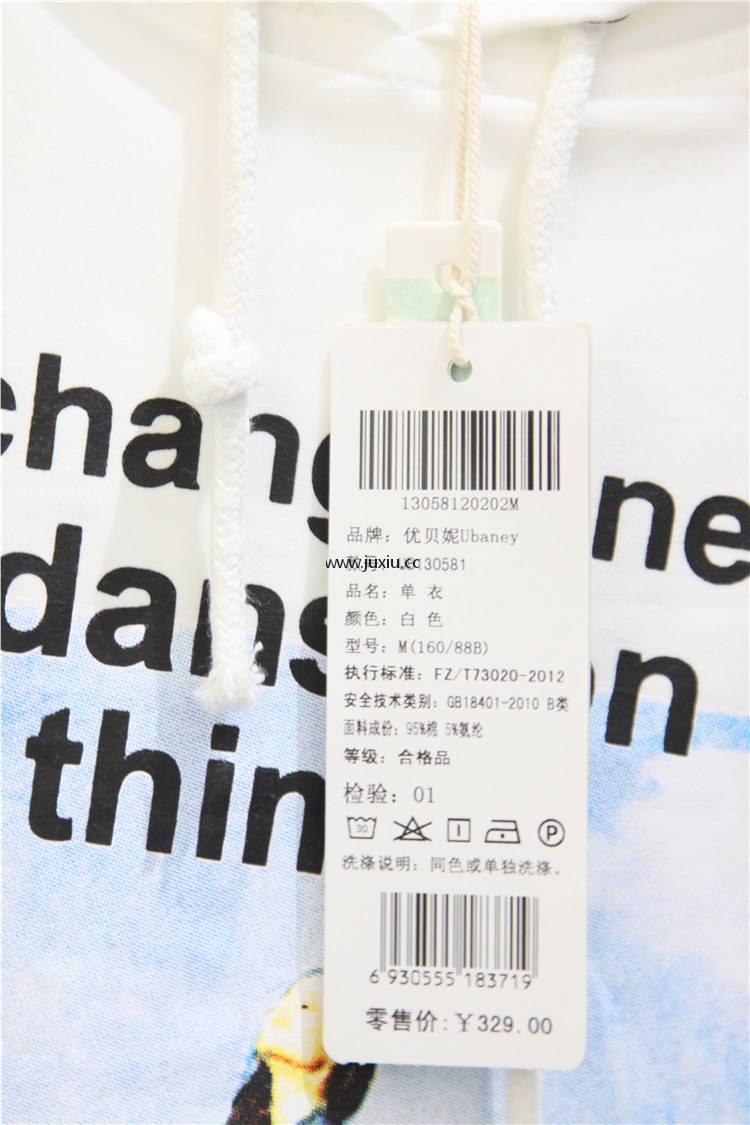 chang ne
dang on
thin
13058120202M
品牌：优贝妮Ubaney
www.juxiu.cc
130581
品名：单 衣
颜色：白 色
型号：M(160/88B)
执行标准：FZ/T73020-2012
安全技术类别：GB18401-2010 B类
面料成份：95%棉 5%氨纶
等级：合格品
检验：01
30
P
洗涤说明：同色或单独洗涤。
6 930555 183719
零售价:￥329.00